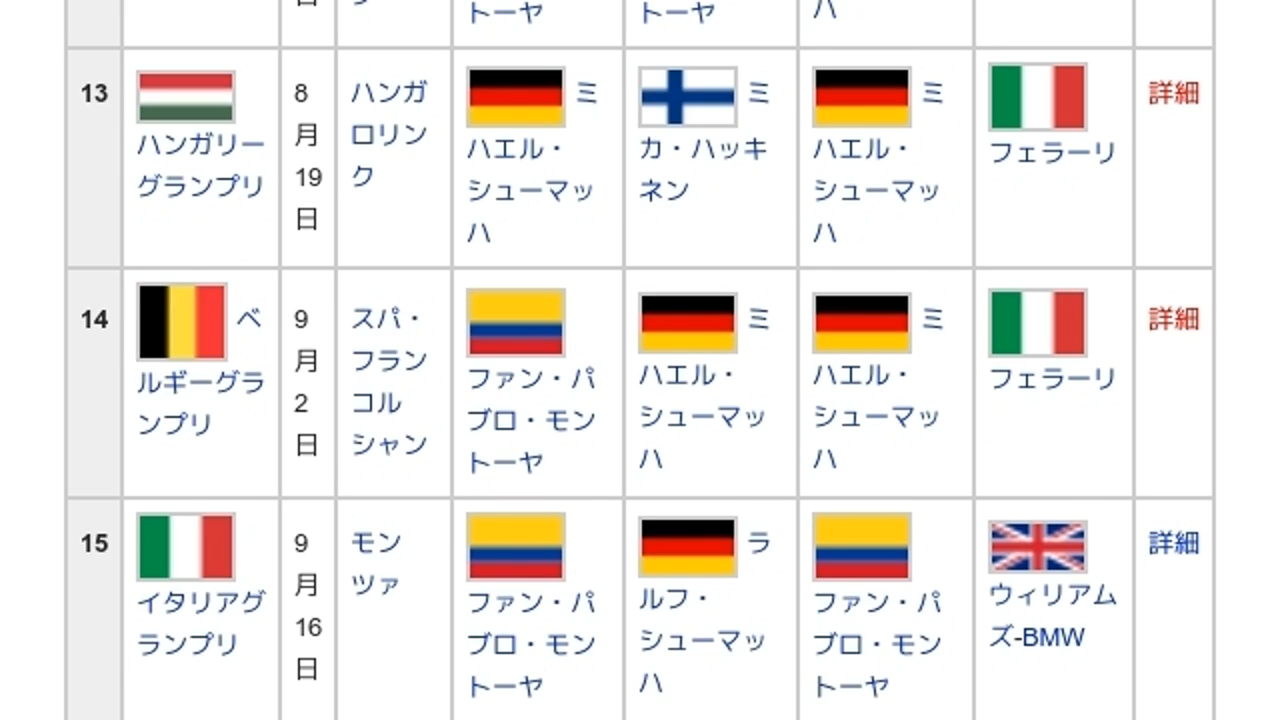 トーヤ
トーヤ
ハ
13
ハンガリー
グランプリ
8
月
19
日
ハンガ
ロリン
ク
ミ
ハエル・
シューマッ
ハ
ミ
カ・ハッキ
ネン
ミ
ハエル・
シューマッ
ハ
フェラーリ
詳細
14
ベ
ルギーグラ
ンプリ
9
月
2
日
スパ・
フラン
コル
シャン
ファン・パ
ブロ・モン
トーヤ
ミ
ハエル・
シューマッ
ハ
ミ
ハエル・
シューマッ
ハ
フェラーリ
詳細
15
イタリアグ
ランプリ
9
月
16
日
モン
ツァ
ファン・パ
ブロ・モン
トーヤ
ラ
ルフ・
シューマッ
ハ
ファン・パ
ブロ・モン
トーヤ
ウィリアム
ズ-BMW
詳細